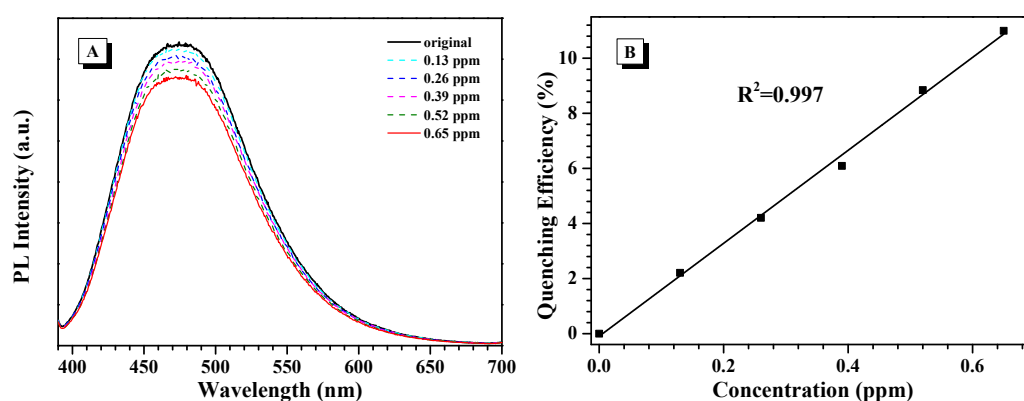 A
original
0.13 ppm
0.26 ppm
0.39 ppm
0.52 ppm
0.65 ppm
PL Intensity (a.u.)
400 450 500 550 600 650 700
Wavelength (nm)
B
R²=0.997
Quenching Efficiency (%)
10
8
6
4
2
0
0.0 0.2 0.4 0.6
Concentration (ppm)